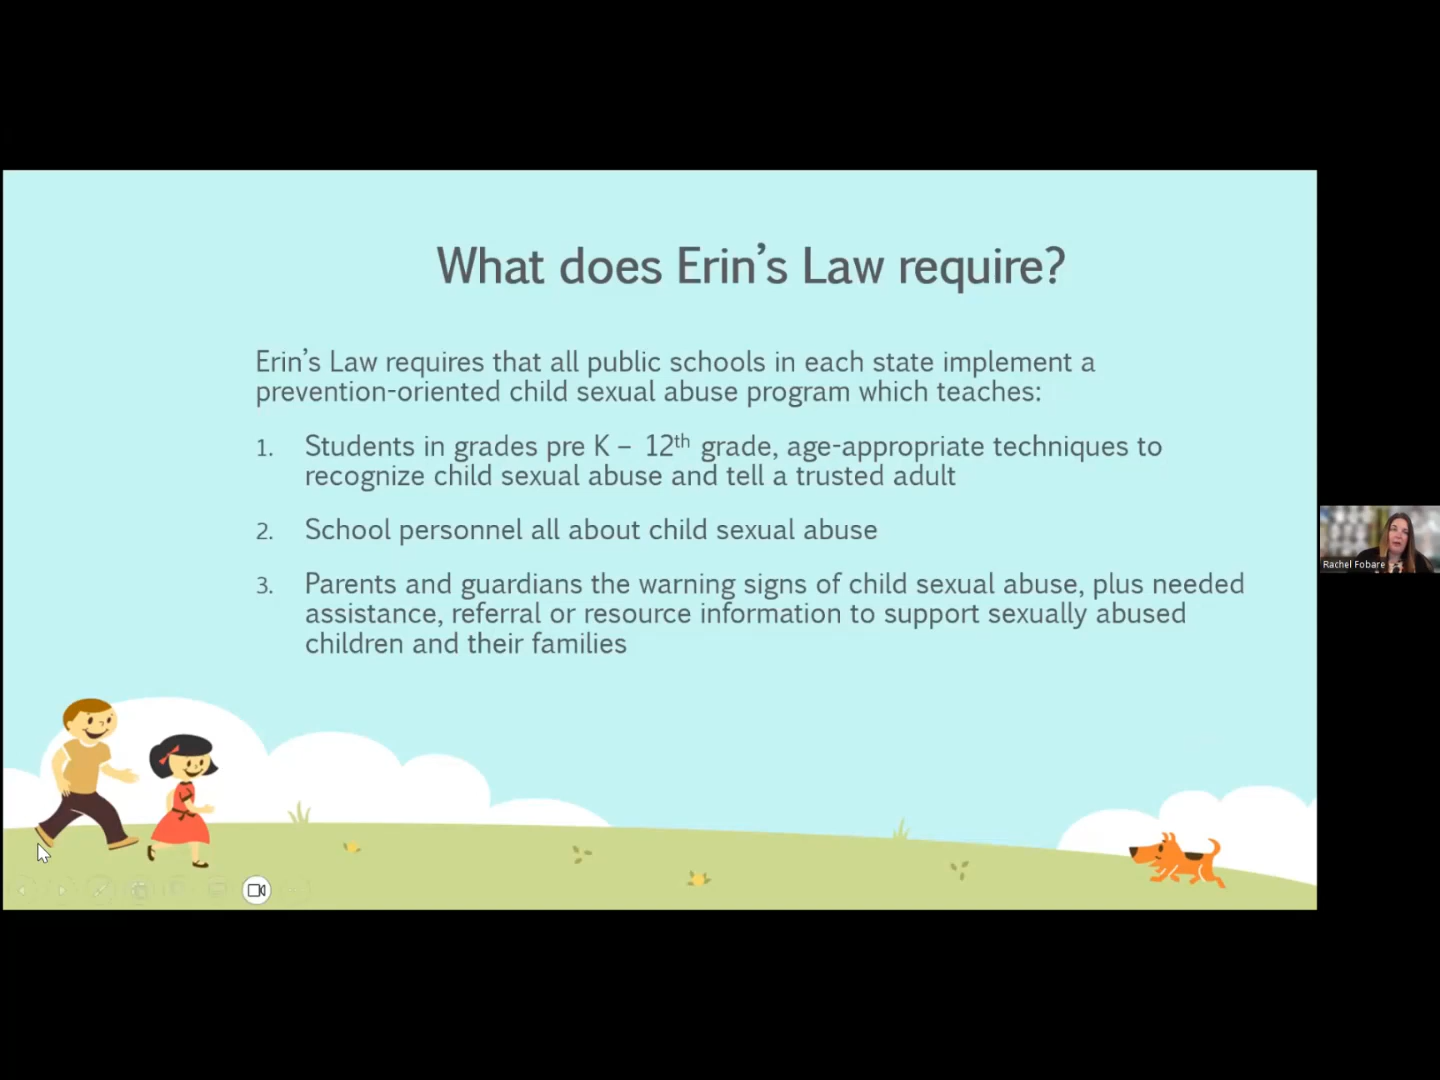 What does Erin’s Law require?
Erin’s Law requires that all public schools in each state implement a
prevention-oriented child sexual abuse program which teaches:
1. Students in grades pre K – 12th grade, age-appropriate techniques to
recognize child sexual abuse and tell a trusted adult
2. School personnel all about child sexual abuse
3. Parents and guardians the warning signs of child sexual abuse, plus needed
assistance, referral or resource information to support sexually abused
children and their families
Rachel Fobare